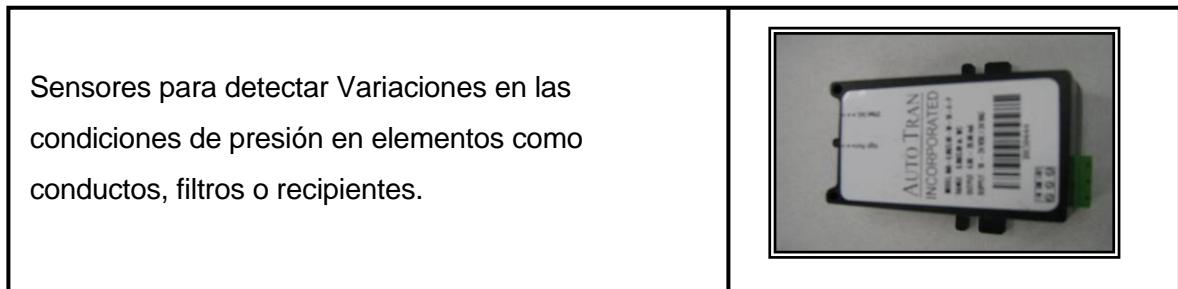 Sensores para detectar Variaciones en las
condiciones de presión en elementos como
conductos, filtros o recipientes.
AUTO TRAN
INCORPORATED